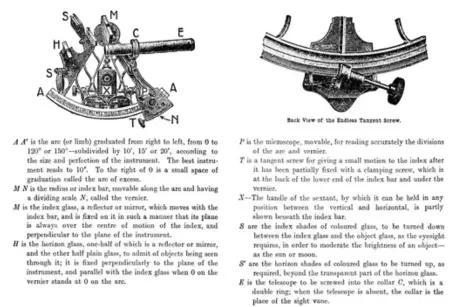 S
M
C
E
H
S
A
A
P
X
T
N
A A' is the arc (or limb) graduated from right to left, from 0 to
120° or 150°—subdivided by 10', 15' or 20', according to
the size and perfection of the instrument. The best instru-
ment reads to 10". To the right of 0 is a small space of
graduation called the arc of excess.
M N is the radius or index bar, movable along the arc and having
a dividing scale N, called the vernier.
M is the index glass, a reflector or mirror, which moves with the
index bar, and is fixed on it in such a manner that its plane
is always over the centre of motion of the index, and
perpendicular to the plane of the instrument.
H is the horizon glass, one-half of which is a reflector or mirror,
and the other half plain glass, to admit of objects being seen
through it; it is fixed perpendicularly to the plane of the
instrument, and parallel with the index glass when 0 on the
vernier stands at 0 on the arc.
Back View of the Endless Tangent Screw.
P is the microscope, movable, for reading accurately the divisions
of the arc and vernier.
T is a tangent screw for giving a small motion to the index after
it has been partially fixed with a clamping screw, which is
at the back of the lower end of the index bar and under the
vernier.
X—The handle of the sextant, by which it can be held in any
position between the vertical and horizontal, is partly
shown beneath the index bar.
S are the index shades of coloured glass, to be turned down
between the index glass and the object glass, as the eyesight
requires, in order to moderate the brightness of an object—
as the sun or moon.
S' are the horizon shades of coloured glass to be turned up, as
required, beyond the transparent part of the horizon glass.
E is the telescope to be screwed into the collar C, which is a
double ring; when the telescope is absent, the collar is the
place of the sight vane.